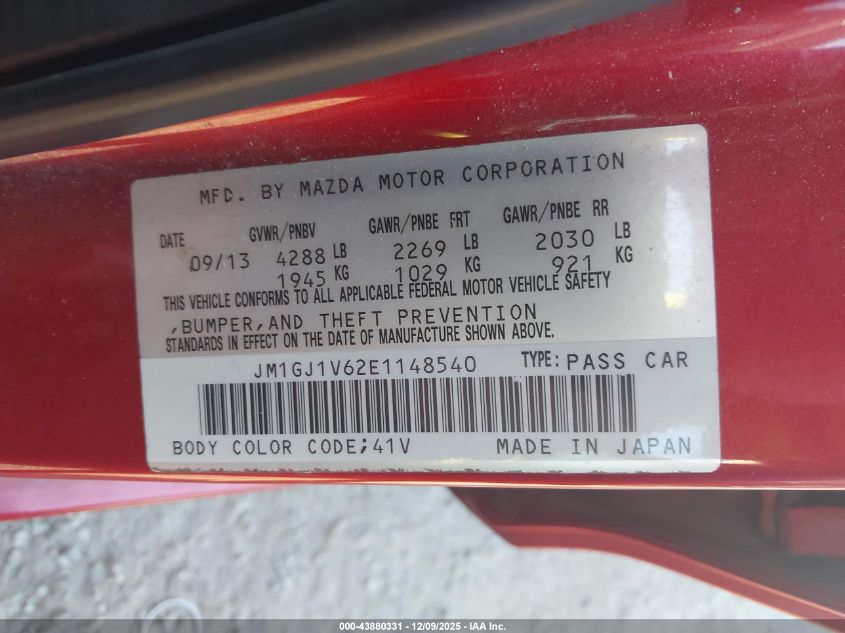 MFD. BY MAZDA MOTOR CORPORATION
DATE GVWR/PNBV GAWR/PNBE FRT GAWR/PNBE RR
09/13 4288 LB 2269 LB 2030 LB
1945 KG 1029 KG 921 KG
THIS VEHICLE CONFORMS TO ALL APPLICABLE FEDERAL MOTOR VEHICLE SAFETY
,BUMPER,AND THEFT PREVENTION
STANDARDS IN EFFECT ON THE DATE OF MANUFACTURE SHOWN ABOVE.
JM1GJ1V62E1148540 TYPE: PASS CAR
BODY COLOR CODE;41V MADE IN JAPAN
000-43880331 | 12/09/2025 - IAA Inc.